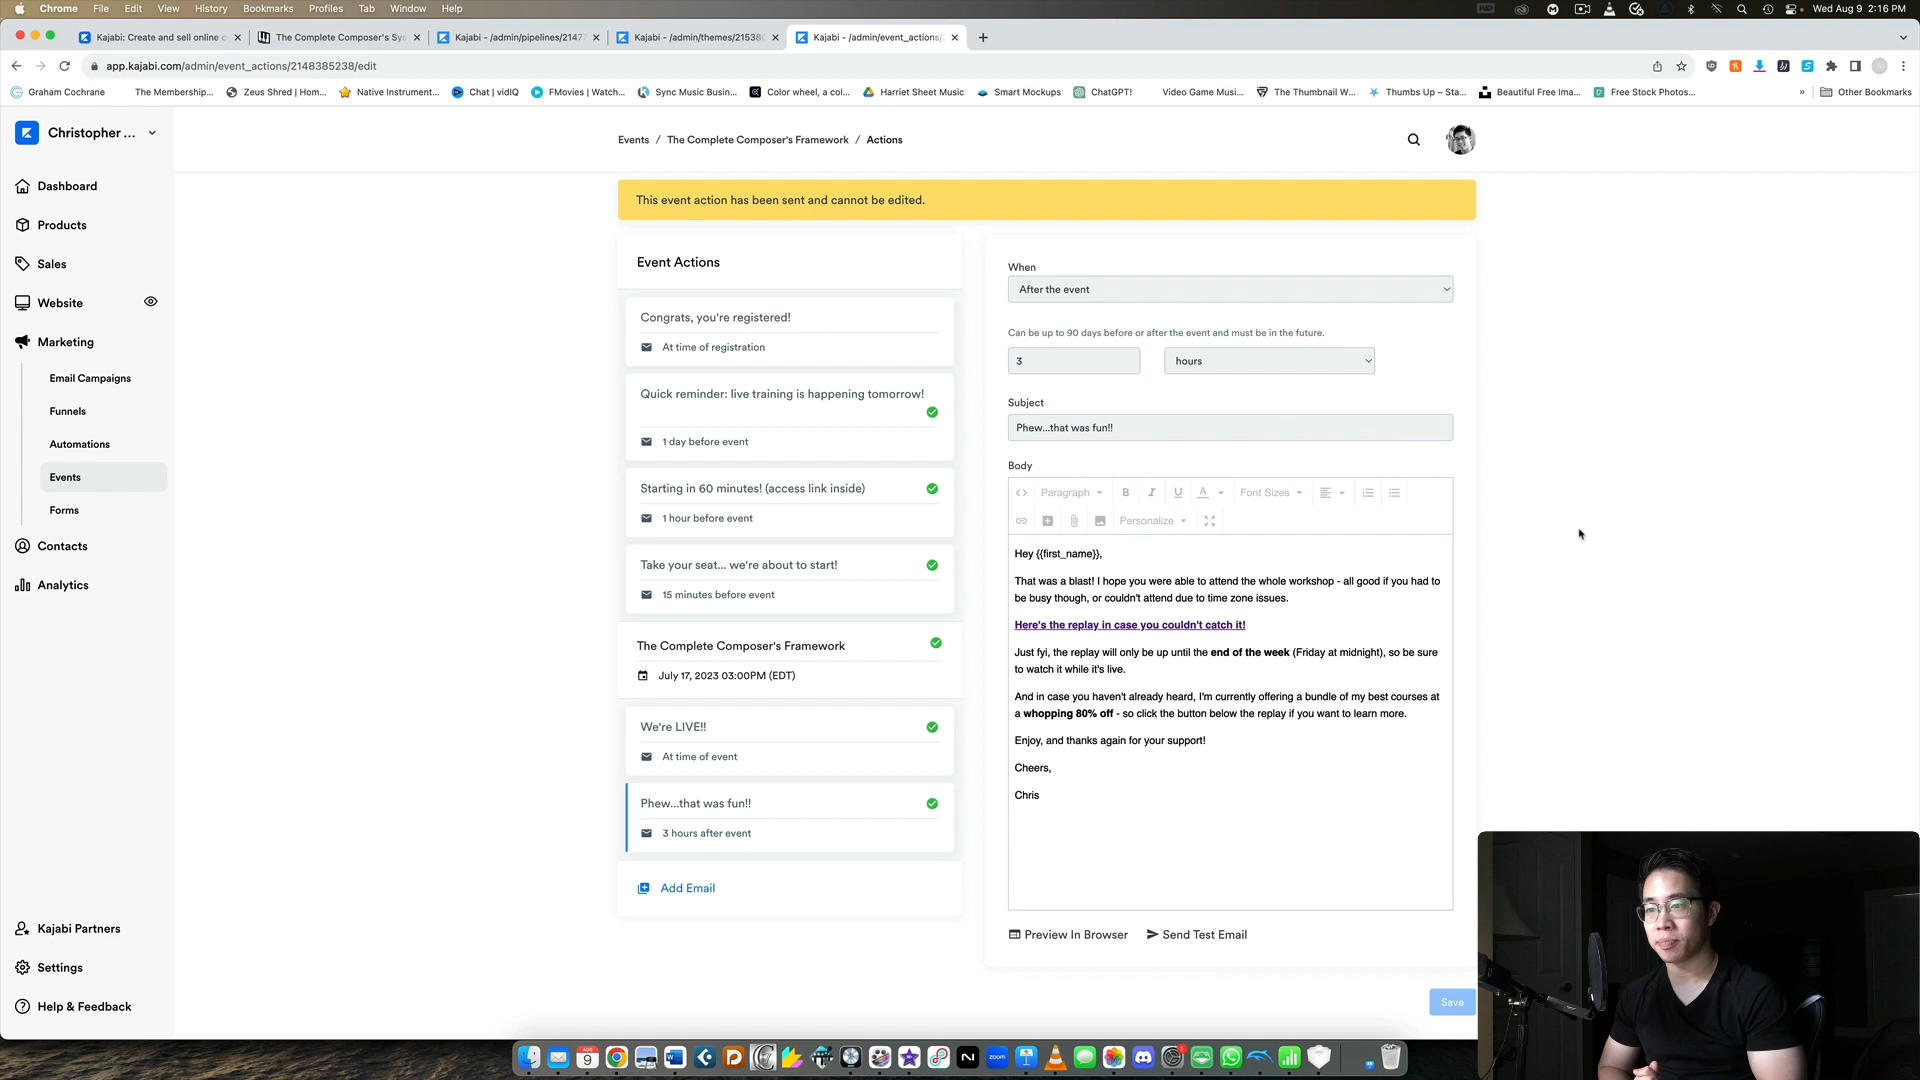 Chrome File Edit View History Bookmarks Profiles Tab Window Help Wed Aug 9 2:16 PM
Kajabi: Create and sell online c The Complete Composer's Sys Kajabi - /admin/pipelines/2147 Kajabi - /admin/themes/215380 Kajabi - /admin/event_actions/
app.kajabi.com/admin/event_actions/2148385238/edit
Graham Cochrane The Membership... Zeus Shred | Hom... Native Instrument... Chat | vidIQ FMovies | Watch... Sync Music Busin... Color wheel, a col... Harriet Sheet Music Smart Mockups ChatGPT! Video Game Musi... The Thumbnail W... Thumbs Up – Sta... Beautiful Free Ima... Free Stock Photos... » Other Bookmarks
Christopher ...
Events / The Complete Composer's Framework / Actions
Dashboard
Products
Sales
Website
Marketing
Email Campaigns
Funnels
Automations
Events
Forms
Contacts
Analytics
Kajabi Partners
Settings
Help & Feedback
This event action has been sent and cannot be edited.
Event Actions
Congrats, you're registered!
At time of registration
Quick reminder: live training is happening tomorrow!
1 day before event
Starting in 60 minutes! (access link inside)
1 hour before event
Take your seat... we're about to start!
15 minutes before event
The Complete Composer's Framework
July 17, 2023 03:00PM (EDT)
We're LIVE!!
At time of event
Phew...that was fun!!
3 hours after event
Add Email
When
After the event
Can be up to 90 days before or after the event and must be in the future.
3 hours
Subject
Phew...that was fun!!
Body
Paragraph B I U A Font Sizes
Personalize
Hey {{first_name}},
That was a blast! I hope you were able to attend the whole workshop - all good if you had to
be busy though, or couldn't attend due to time zone issues.
Here's the replay in case you couldn't catch it!
Just fyi, the replay will only be up until the end of the week (Friday at midnight), so be sure
to watch it while it's live.
And in case you haven't already heard, I'm currently offering a bundle of my best courses at
a whopping 80% off - so click the button below the replay if you want to learn more.
Enjoy, and thanks again for your support!
Cheers,
Chris
Preview In Browser Send Test Email
Save
zoom